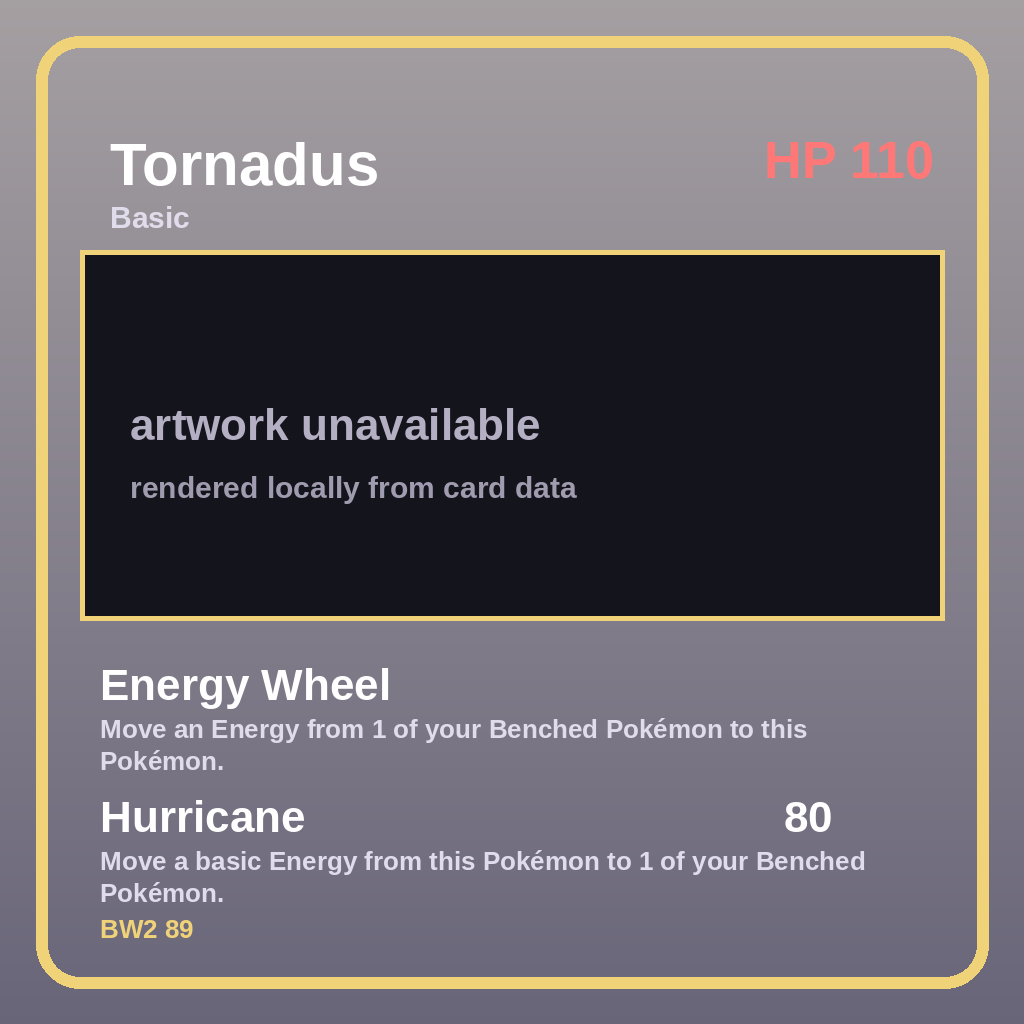 Tornadus
HP 110
Basic
artwork unavailable
rendered locally from card data
Energy Wheel
Move an Energy from 1 of your Benched Pokémon to this
Pokémon.
Hurricane 80
Move a basic Energy from this Pokémon to 1 of your Benched
Pokémon.
BW2 89